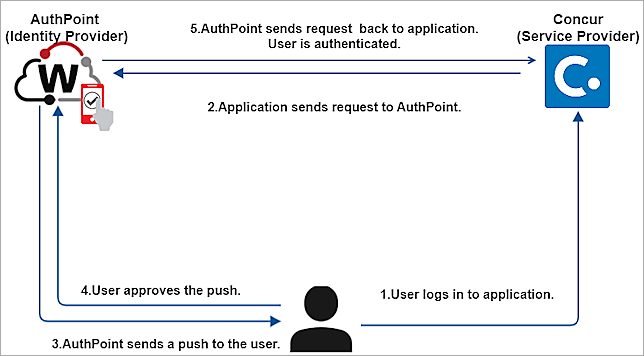 AuthPoint
(Identity Provider)
5.AuthPoint sends request back to application.
User is authenticated.
Concur
(Service Provider)
W
C.
2.Application sends request to AuthPoint.
4.User approves the push.
1.User logs in to application.
3.AuthPoint sends a push to the user.